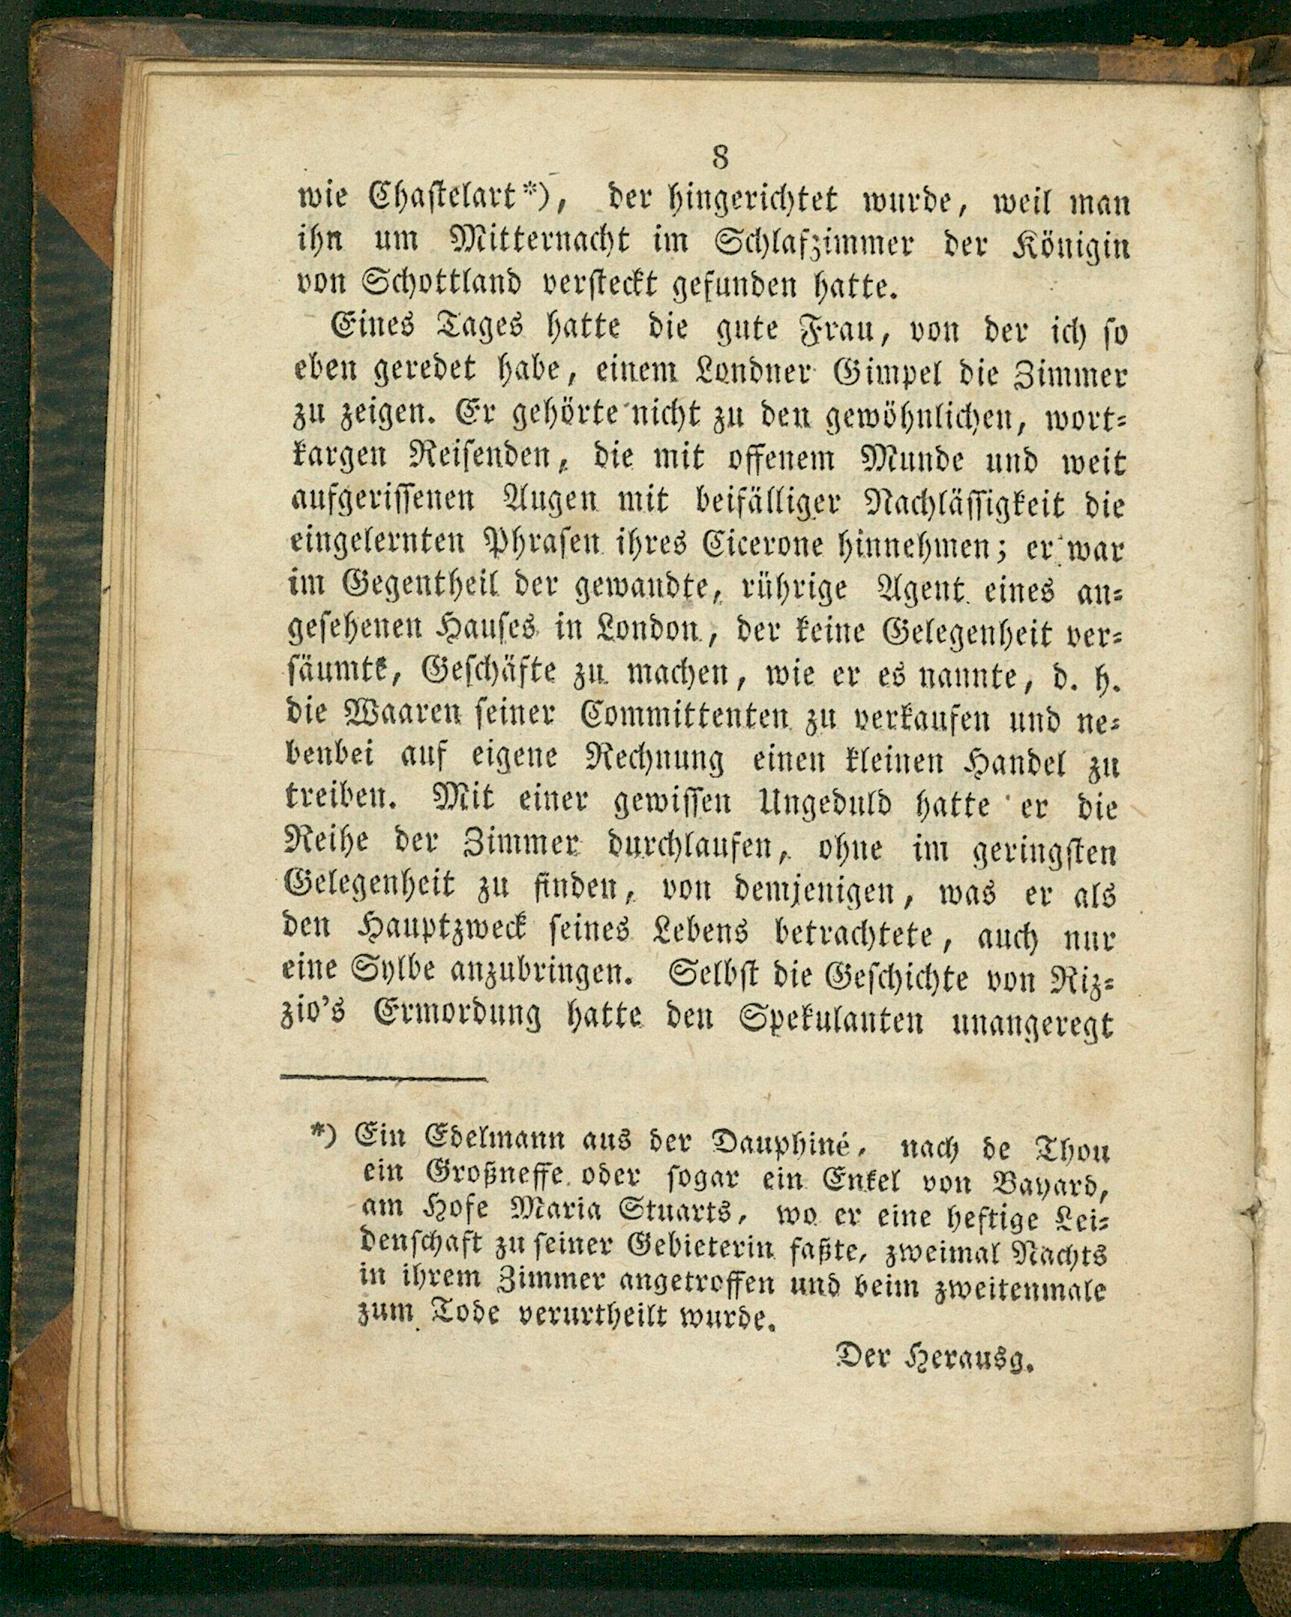 8
wie Chastelart*), der hingerichtet wurde, weil man
ihn um Mitternacht im Schlafzimmer der Königin
von Schottland versteckt gefunden hatte.
Eines Tages hatte die gute Frau, von der ich so
eben geredet habe, einem Londner Gimpel die Zimmer
zu zeigen. Er gehörte nicht zu den gewöhnlichen, wort-
kargen Reisenden, die mit offenem Munde und weit
aufgerissenen Augen mit beifälliger Nachlässigkeit die
eingelernten Phrasen ihres Cicerone hinnehmen; er war
im Gegentheil der gewandte, rührige Agent eines an-
gesehenen Hauses in London, der keine Gelegenheit ver-
säumte, Geschäfte zu machen, wie er es nannte, d. h.
die Waaren seiner Committenten zu verkaufen und ne-
benbei auf eigene Rechnung einen kleinen Handel zu
treiben. Mit einer gewissen Ungeduld hatte er die
Reihe der Zimmer durchlaufen, ohne im geringsten
Gelegenheit zu finden, von demjenigen, was er als
den Hauptzweck seines Lebens betrachtete, auch nur
eine Sylbe anzubringen. Selbst die Geschichte von Riz-
zio's Ermordung hatte den Spekulanten unangeregt
*) Ein Edelmann aus der Dauphiné, nach de Thou
ein Großneffe oder sogar ein Enkel von Bayard,
am Hofe Maria Stuarts, wo er eine heftige Lei-
denschaft zu seiner Gebieterin faßte, zweimal Nachts
in ihrem Zimmer angetroffen und beim zweitenmale
zum Tode verurtheilt wurde.
Der Herausg.